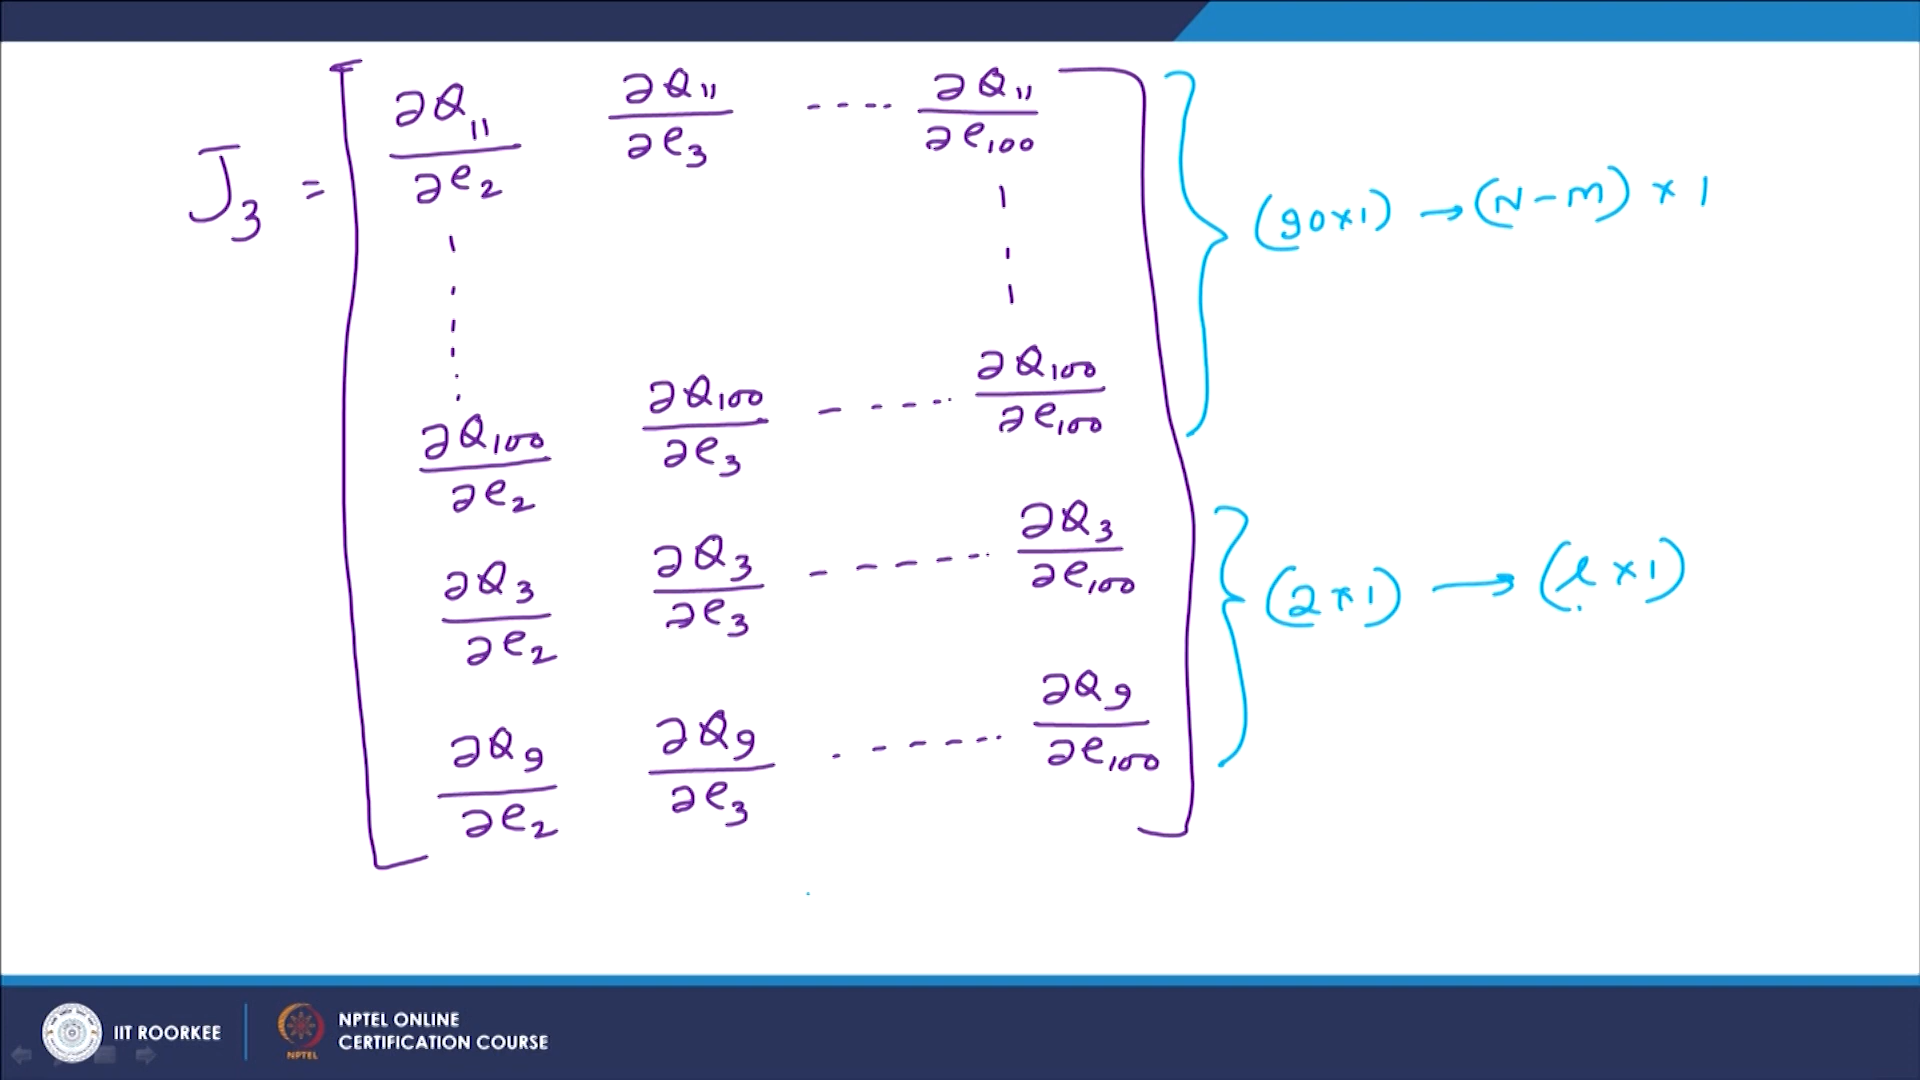 J₃ = [ ∂Q₁₁/∂e₂ ∂Q₁₁/∂e₃ ---- ∂Q₁₁/∂e₁₀₀ ] } (90×1) → (N-m) × 1
∂Q₁₀₀/∂e₂ ∂Q₁₀₀/∂e₃ ----- ∂Q₁₀₀/∂e₁₀₀
∂Q₃/∂e₂ ∂Q₃/∂e₃ ------ ∂Q₃/∂e₁₀₀ } (2×1) → (l×1)
∂Q₉/∂e₂ ∂Q₉/∂e₃ ------ ∂Q₉/∂e₁₀₀
IIT ROORKEE
NPTEL
NPTEL ONLINE
CERTIFICATION COURSE